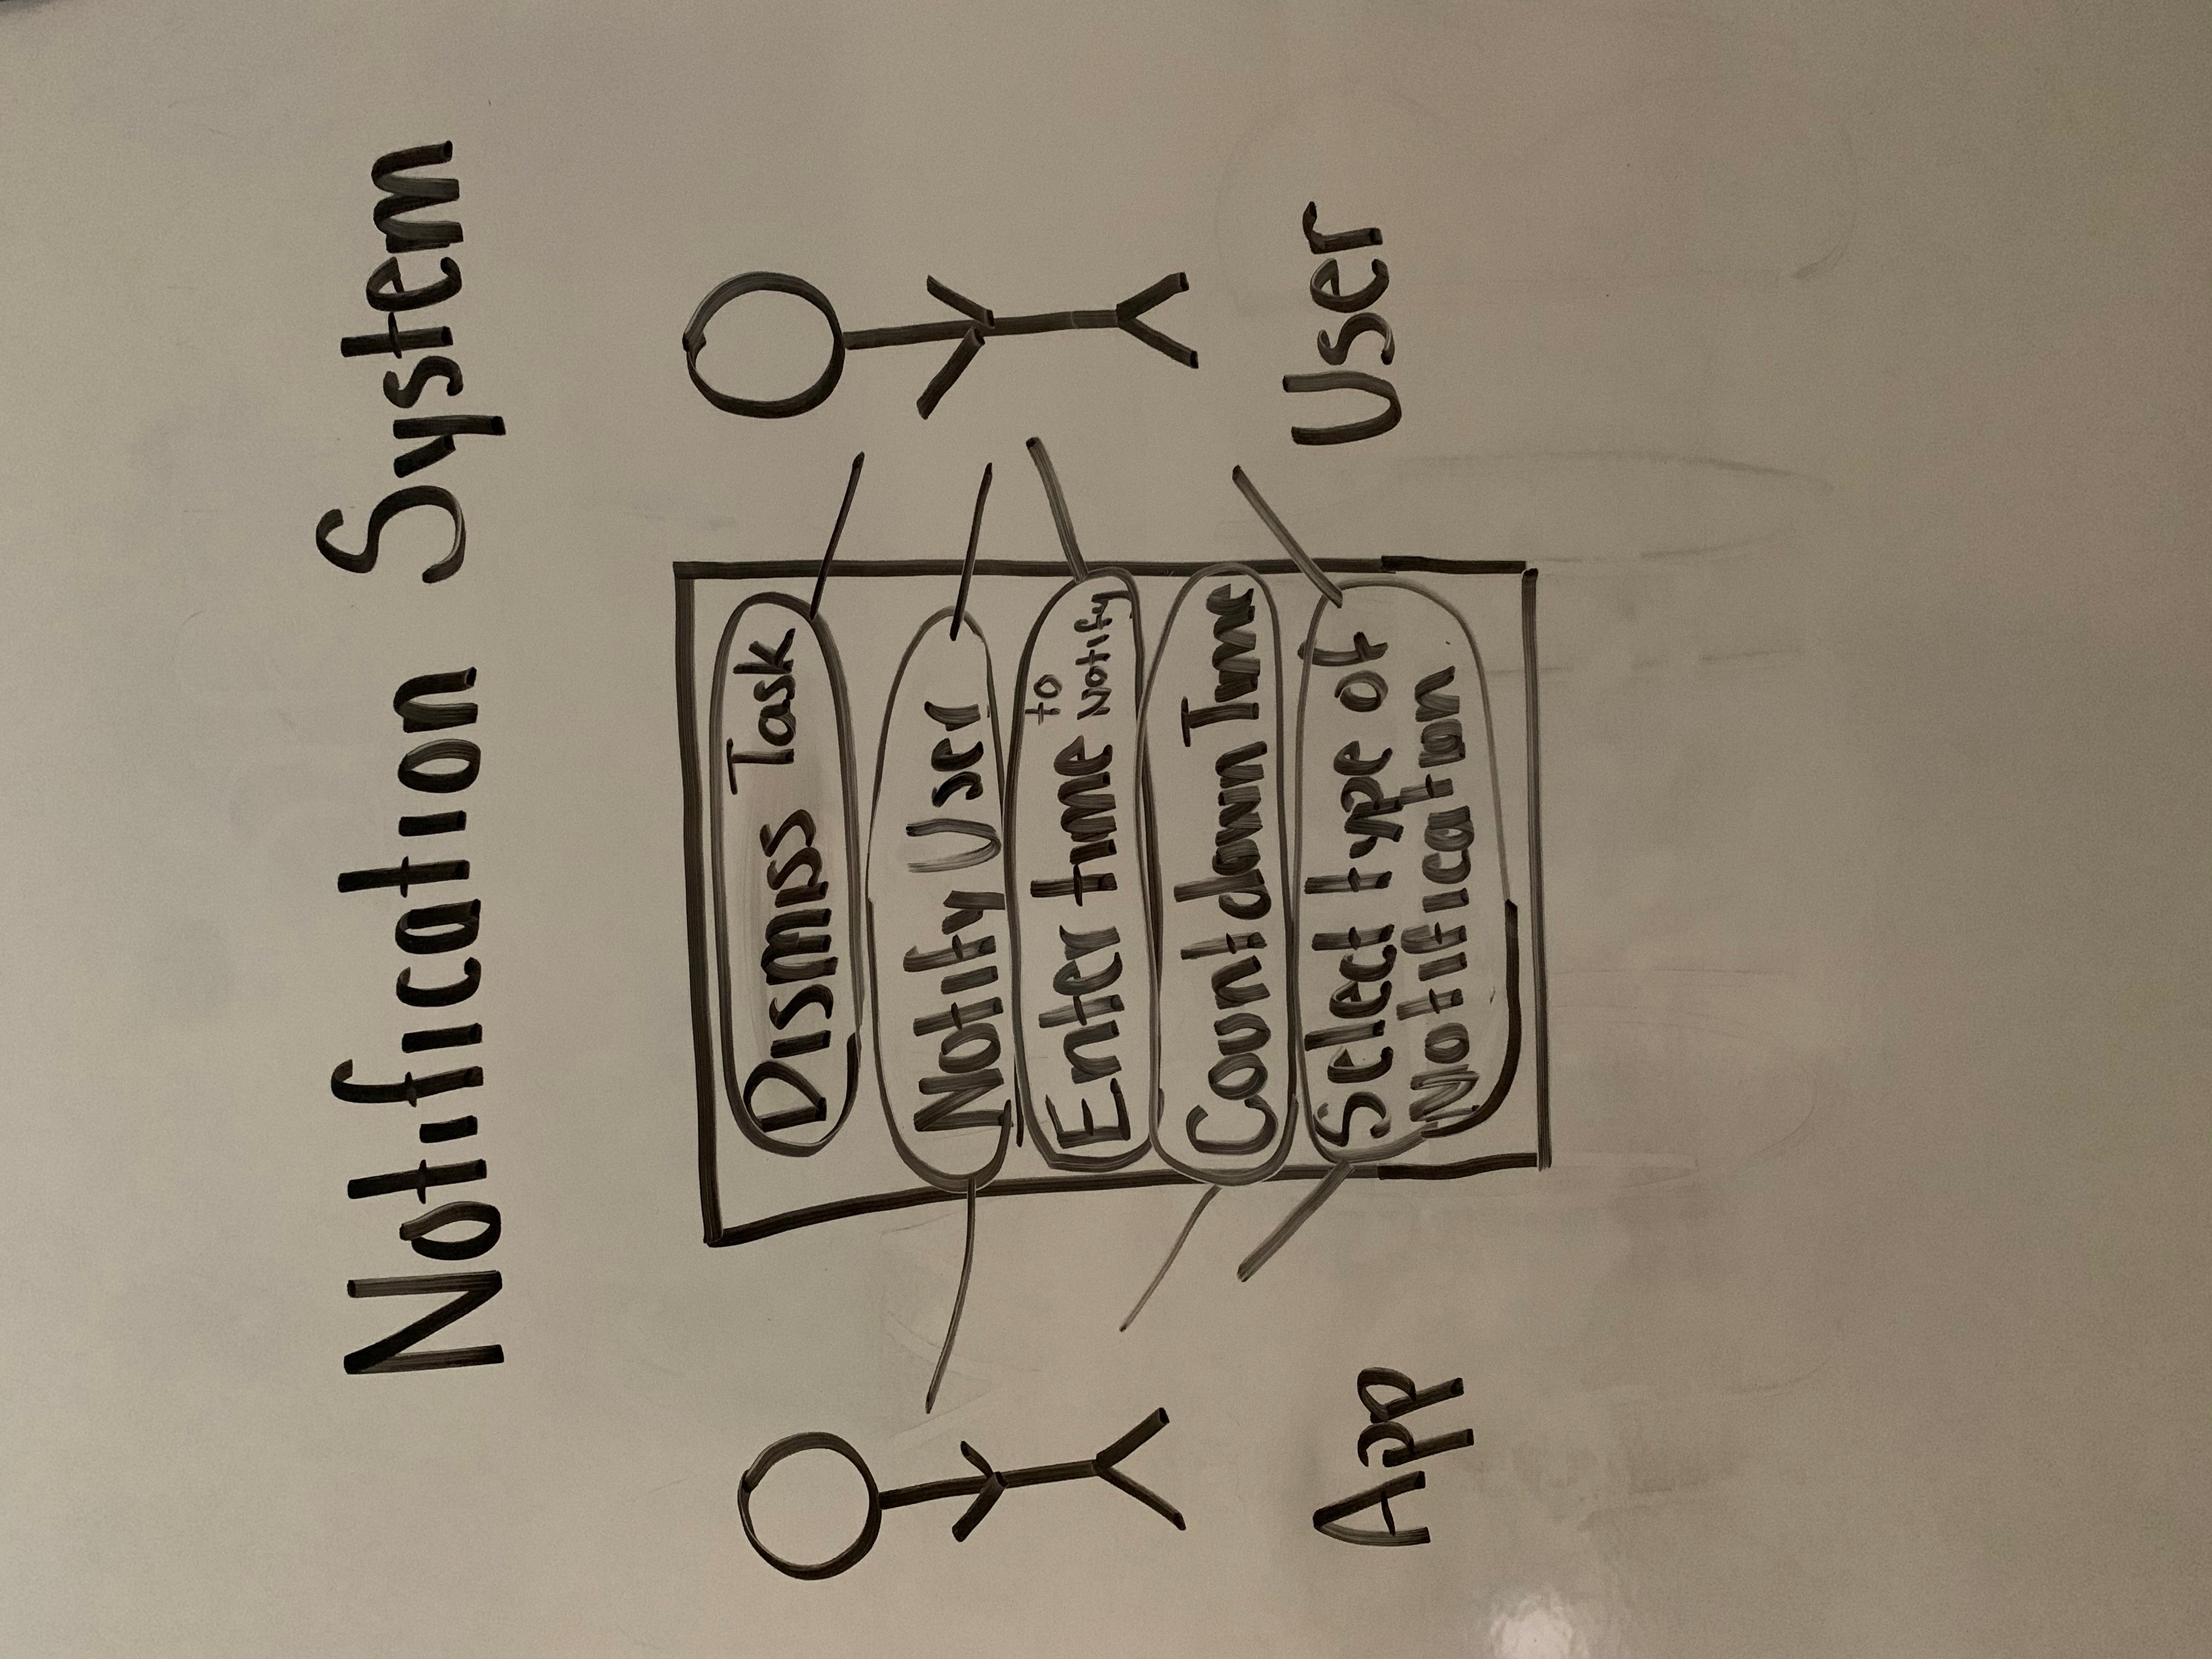 Notification System
Dismiss Task
Notify User
Enter time to Notify
Countdown Time
Select type of
Notification
App
User